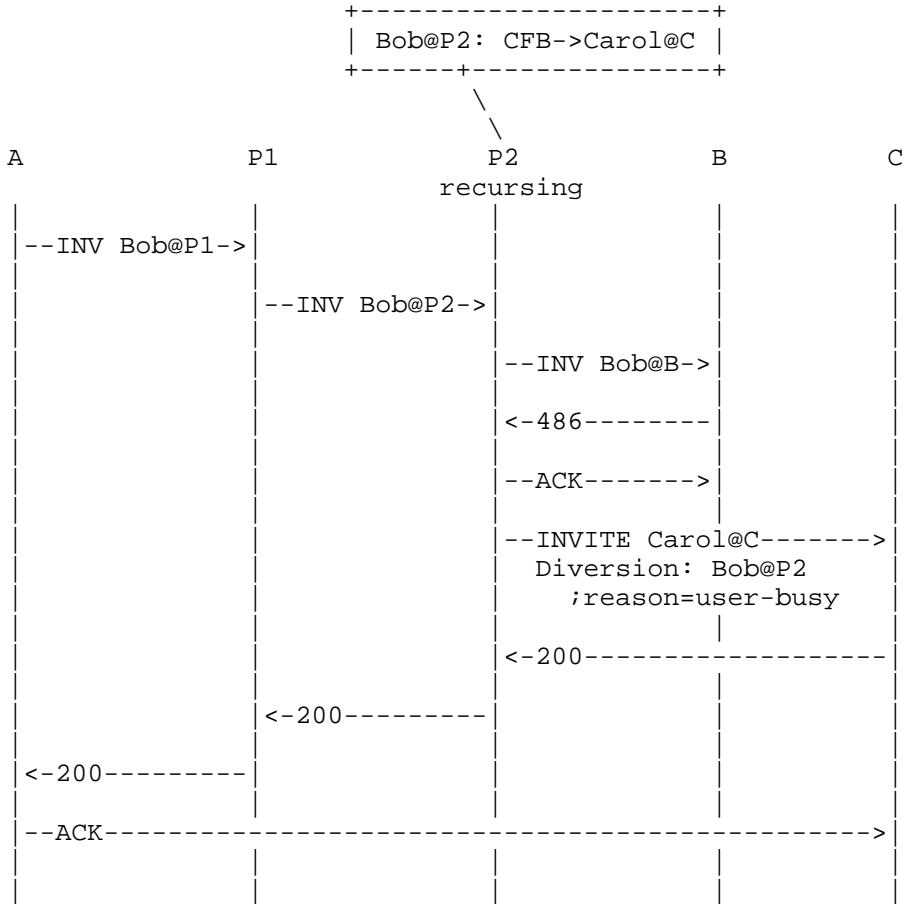 Bob@P2: CFB->Carol@C
A P1 P2 B C
recursing
--INV Bob@P1->
--INV Bob@P2->
--INV Bob@B->
<-486--------
--ACK------->
--INVITE Carol@C------->
Diversion: Bob@P2
;reason=user-busy
<-200-------------------
<-200---------
<-200---------
--ACK------------------------------------------------>